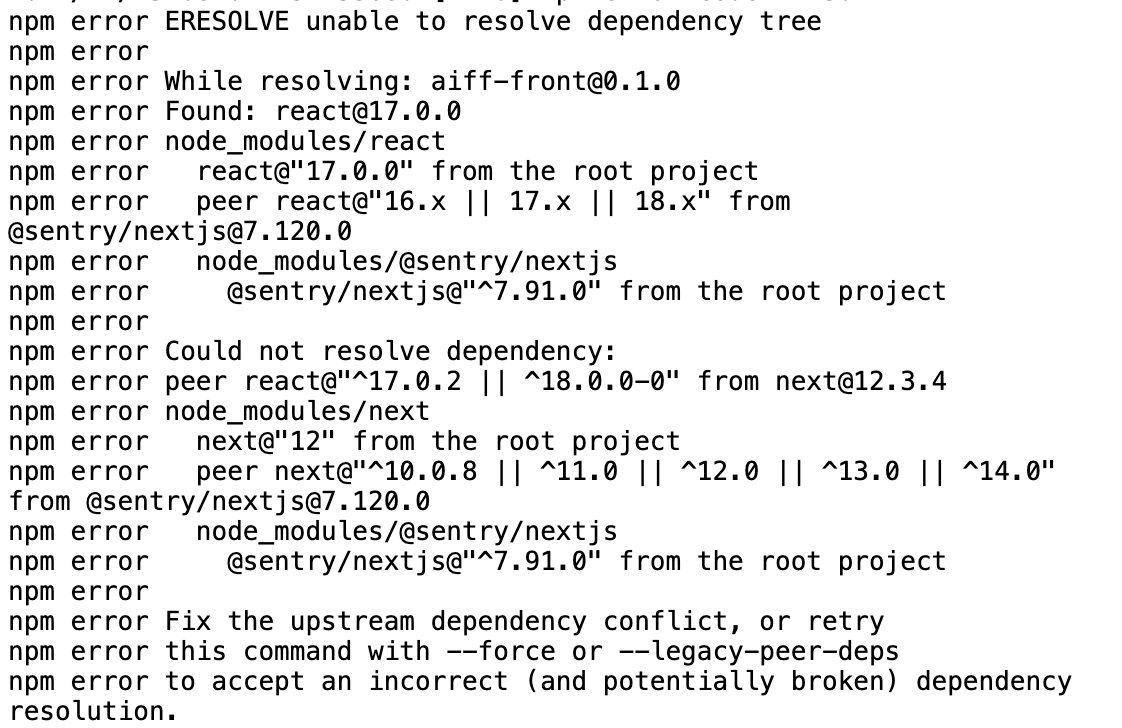 npm error ERESOLVE unable to resolve dependency tree
npm error
npm error While resolving: aiff-front@0.1.0
npm error Found: react@17.0.0
npm error node_modules/react
npm error   react@"17.0.0" from the root project
npm error   peer react@"16.x || 17.x || 18.x" from
@sentry/nextjs@7.120.0
npm error   node_modules/@sentry/nextjs
npm error     @sentry/nextjs@"^7.91.0" from the root project
npm error
npm error Could not resolve dependency:
npm error peer react@"^17.0.2 || ^18.0.0-0" from next@12.3.4
npm error node_modules/next
npm error   next@"12" from the root project
npm error   peer next@"^10.0.8 || ^11.0 || ^12.0 || ^13.0 || ^14.0"
from @sentry/nextjs@7.120.0
npm error   node_modules/@sentry/nextjs
npm error     @sentry/nextjs@"^7.91.0" from the root project
npm error
npm error Fix the upstream dependency conflict, or retry
npm error this command with --force or --legacy-peer-deps
npm error to accept an incorrect (and potentially broken) dependency
resolution.